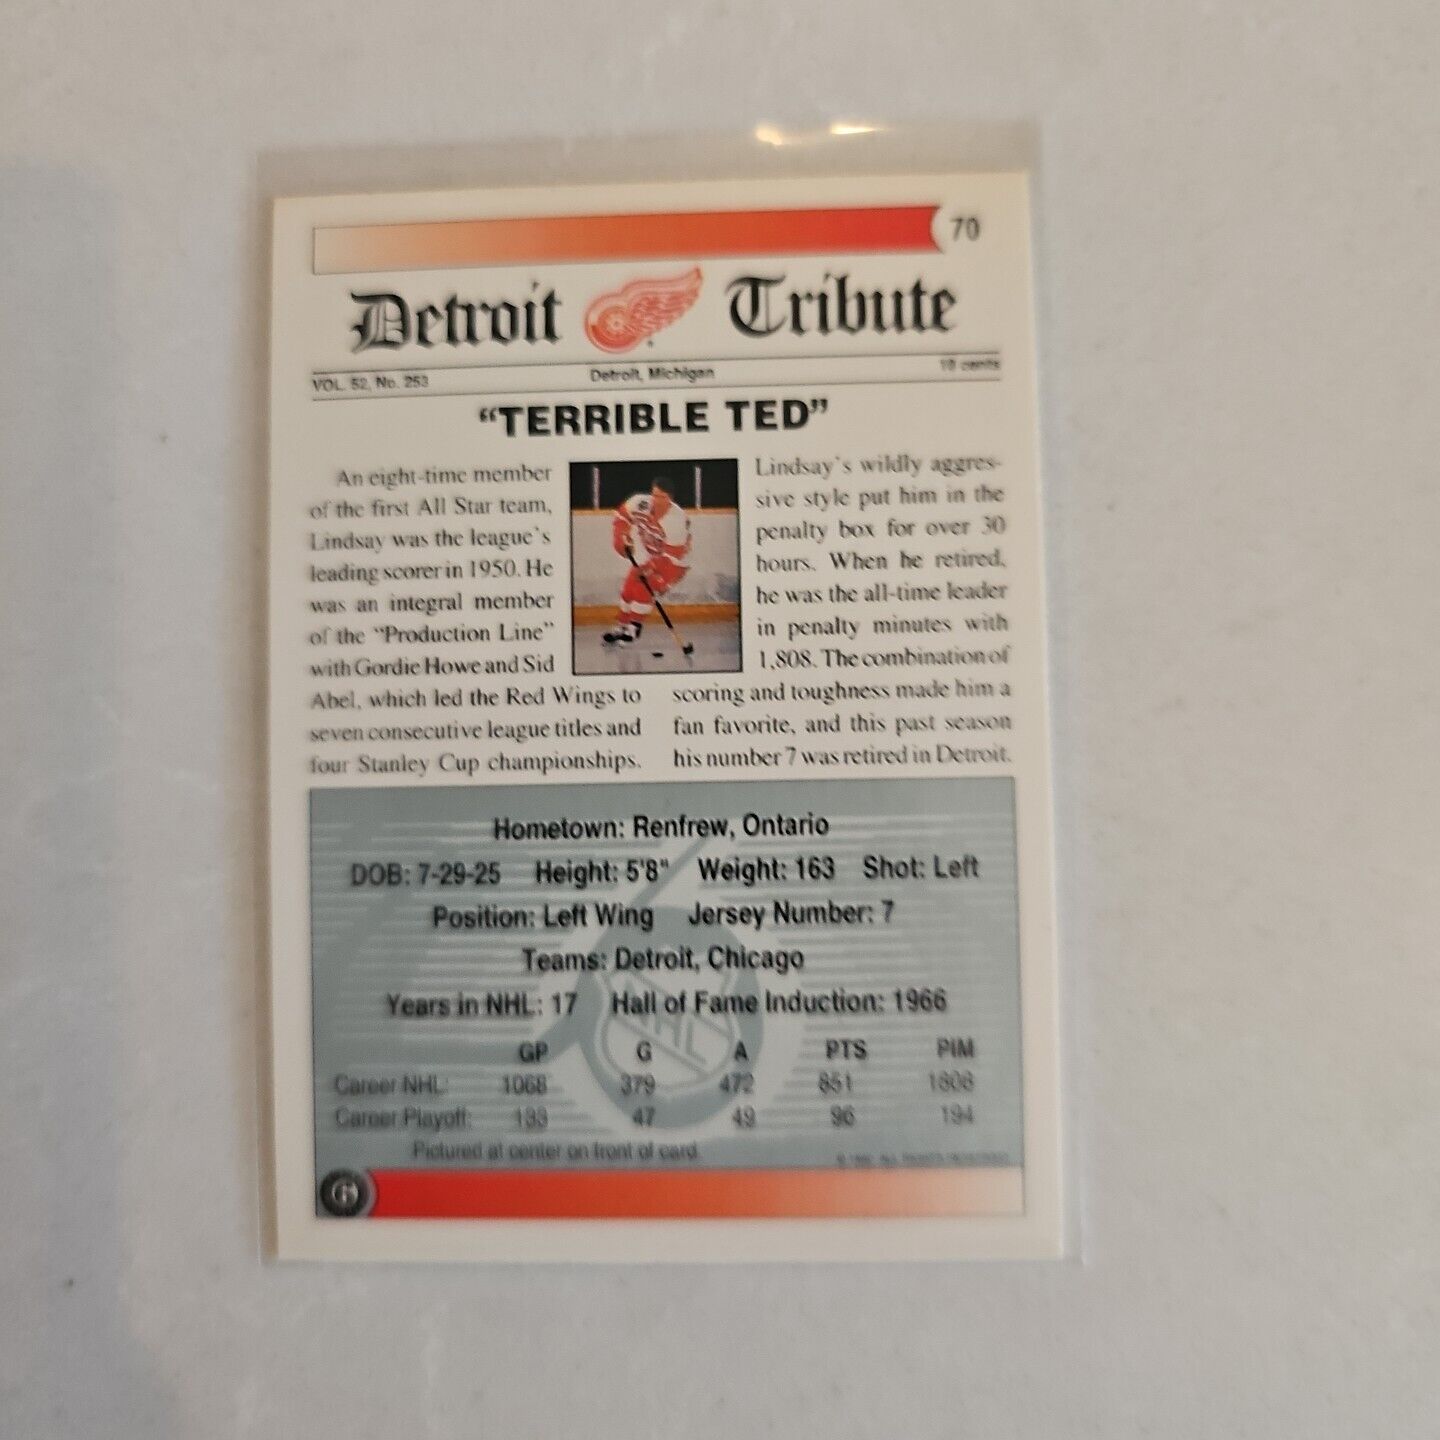 70
Detroit Tribute
VOL. 52, No. 253 Detroit, Michigan 10 cents
“TERRIBLE TED”
An eight-time member
of the first All Star team,
Lindsay was the league's
leading scorer in 1950. He
was an integral member
of the “Production Line”
with Gordie Howe and Sid
Abel, which led the Red Wings to
seven consecutive league titles and
four Stanley Cup championships.
Lindsay's wildly aggres-
sive style put him in the
penalty box for over 30
hours. When he retired,
he was the all-time leader
in penalty minutes with
1,808. The combination of
scoring and toughness made him a
fan favorite, and this past season
his number 7 was retired in Detroit.
Hometown: Renfrew, Ontario
DOB: 7-29-25 Height: 5'8" Weight: 163 Shot: Left
Position: Left Wing Jersey Number: 7
Teams: Detroit, Chicago
Years in NHL: 17 Hall of Fame Induction: 1966
GP G A PTS PIM
Career NHL: 1068 379 472 851 1808
Career Playoff: 133 47 49 96 194
Pictured at center on front of card.